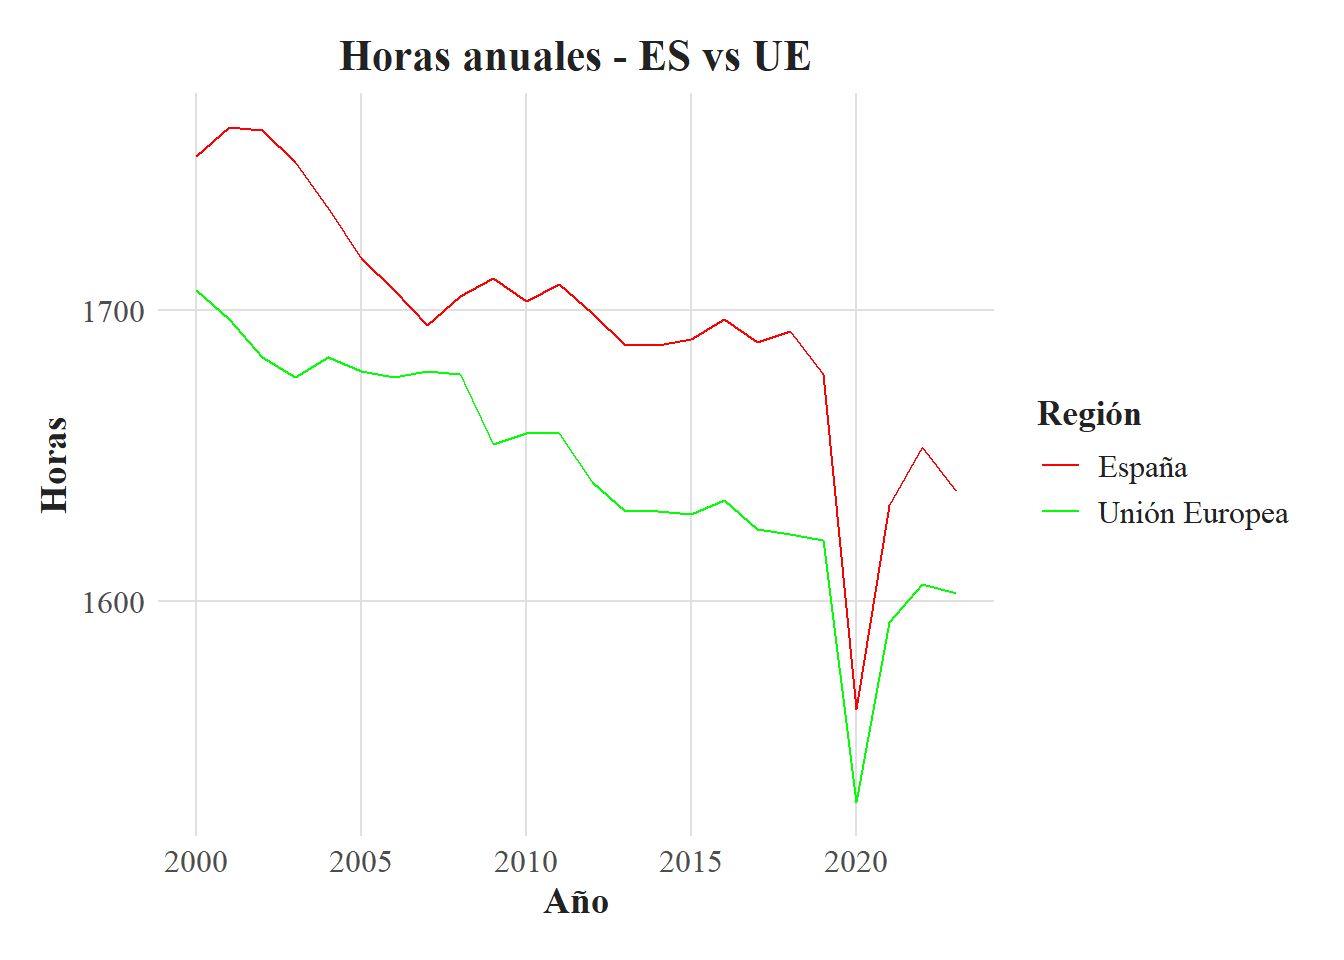 Horas anuales - ES vs UE
1700
1600
Horas
2000 2005 2010 2015 2020
Año
Región
España
Unión Europea